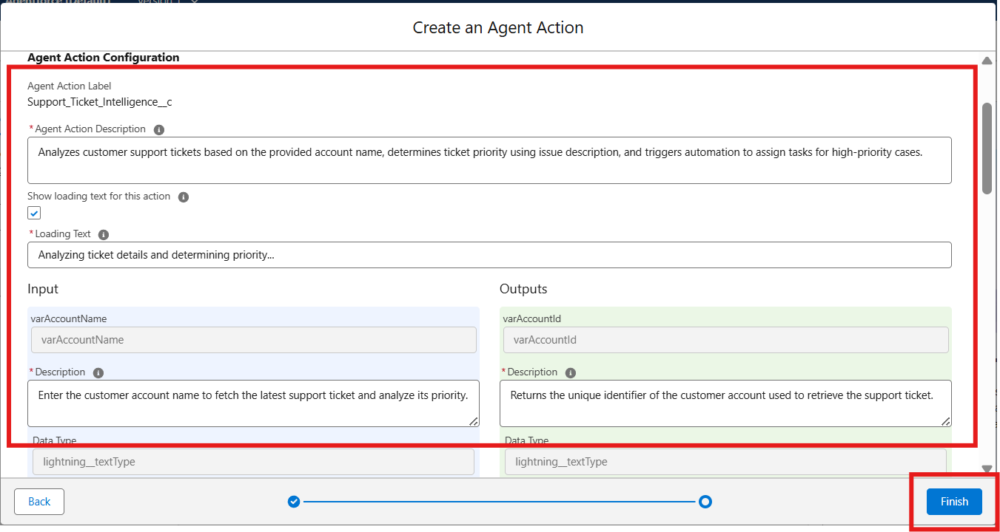 Agentforce (Default) Version 1
Create an Agent Action
Agent Action Configuration
Agent Action Label
Support_Ticket_Intelligence__c
* Agent Action Description
Analyzes customer support tickets based on the provided account name, determines ticket priority using issue description, and triggers automation to assign tasks for high-priority cases.
Show loading text for this action
* Loading Text
Analyzing ticket details and determining priority...
Input
Outputs
varAccountName
varAccountId
varAccountName
varAccountId
* Description
* Description
Enter the customer account name to fetch the latest support ticket and analyze its priority.
Returns the unique identifier of the customer account used to retrieve the support ticket.
Data Type
Data Type
lightning__textType
lightning__textType
Back
Finish